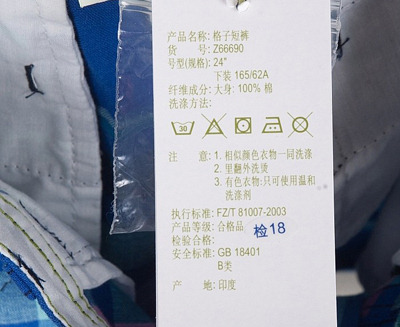 产品名称: 格子短裤
货 号: Z66690
号型(规格): 24"
下装 165/62A
纤维成分: 大身: 100% 棉
洗涤方法:
30 A
注 意: 1. 相似颜色衣物一同洗涤
2. 里翻外洗烫
3. 有色衣物:只可使用温和
洗涤剂
执行标准: FZ/T 81007-2003
产品等级: 合格品
检验合格: 检18
安全标准: GB 18401
B类
产 地: 印度